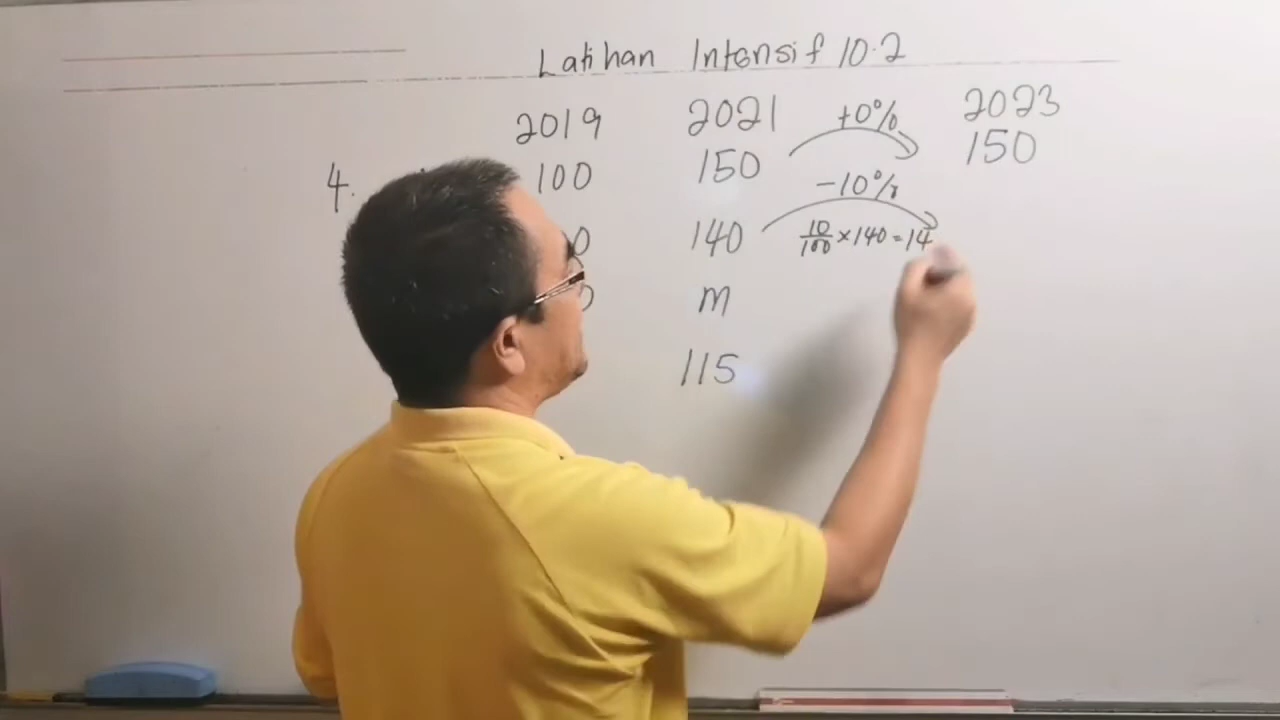 Latihan Intensif 10.2
2019 2021 +0% 2023
4. 100 150 150
-10%
0 140 10/100 × 140 = 14
m
115